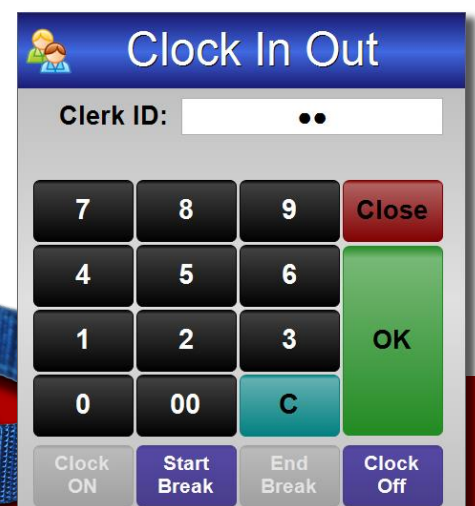 Clock In Out
Clerk ID: ••
7 8 9 Close
4 5 6
1 2 3 OK
0 00 C
Clock ON Start Break End Break Clock Off